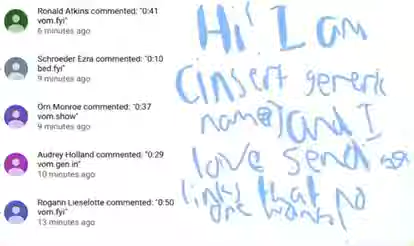 Ronald Atkins commented: "0:41
vom.fyi"
6 minutes ago
Schroeder Ezra commented: "0:10
bed.fyi"
9 minutes ago
Orn Monroe commented: "0:37
vom.show"
9 minutes ago
Audrey Holland commented: "0:29
vom.gen in"
10 minutes ago
Rogann Lieselotte commented: "0:50
vom.fyi"
13 minutes ago
Hi! I am
(insert generic
name) and I
love send
links that no
one wants